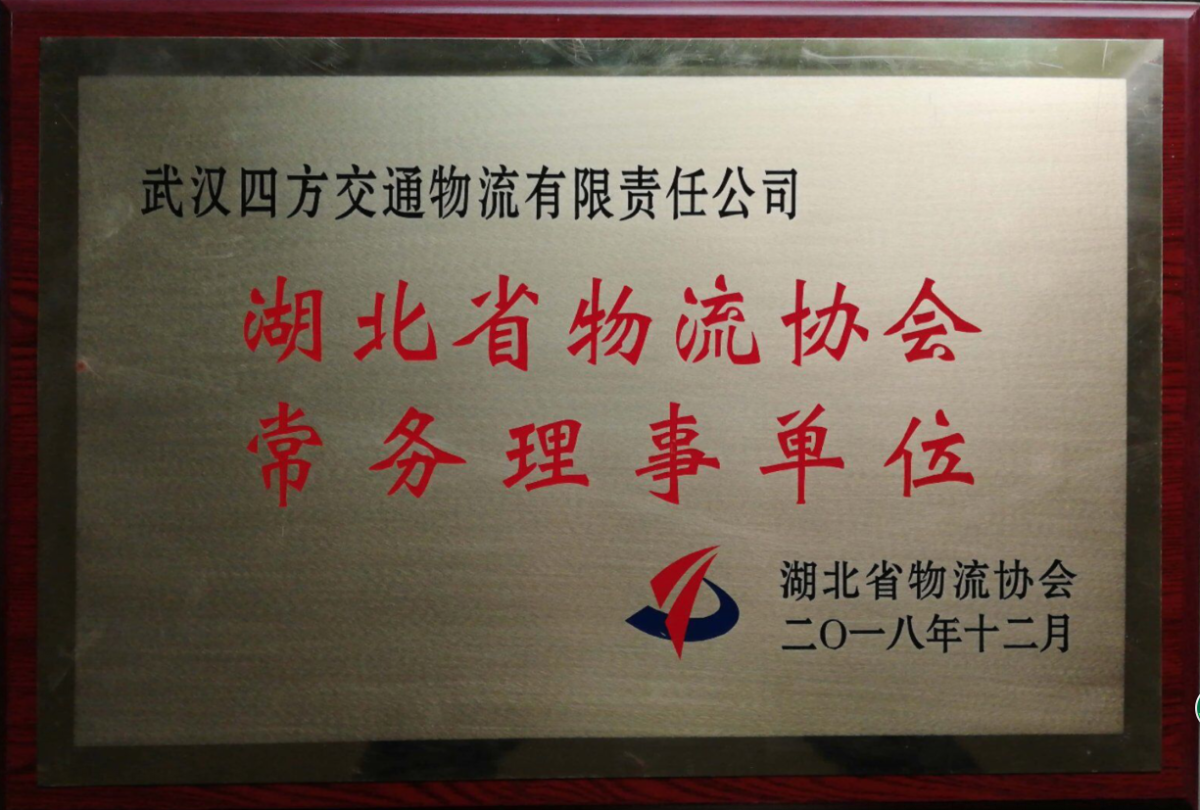 武汉四方交通物流有限责任公司
湖北省物流协会
常务理事单位
湖北省物流协会
二〇一八年十二月